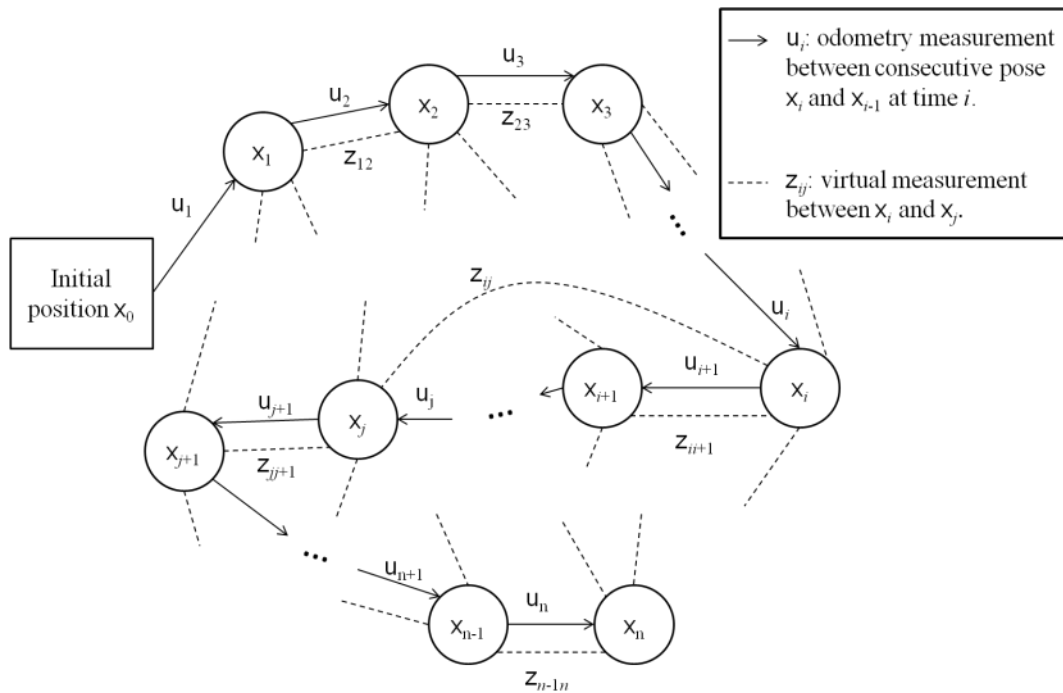 u₃
uᵢ: odometry measurement
between consecutive pose
xᵢ and xᵢ₋₁ at time i.
u₂
x₂
x₃
z₂₃
x₁
z₁₂
zᵢⱼ: virtual measurement
between xᵢ and xⱼ.
u₁
Initial
position x₀
...
zᵢⱼ
uᵢ
uᵢ₊₁
xᵢ₊₁
xᵢ
uⱼ₊₁
xⱼ
uⱼ
...
zᵢᵢ₊₁
xⱼ₊₁
zⱼⱼ₊₁
...
uₙ₊₁
uₙ
xₙ₋₁
xₙ
zₙ₋₁ₙ